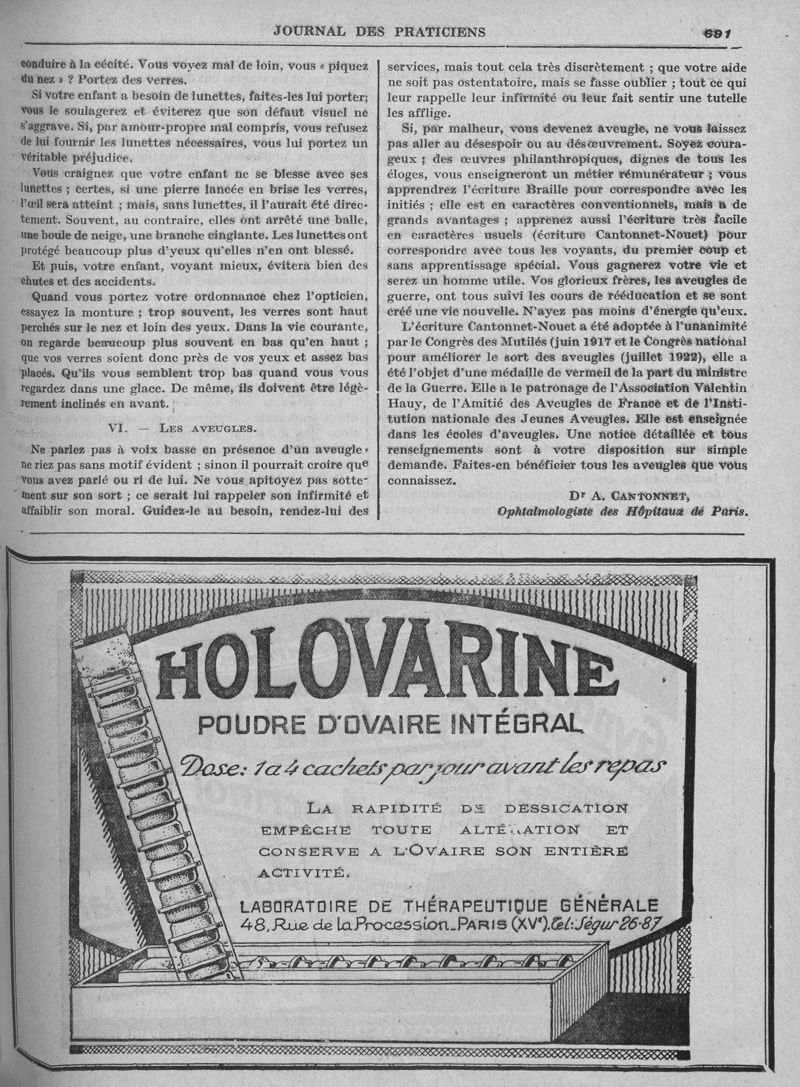 JOURNAL DES PRATICIENS 691
conduire à la cécité. Vous voyez mal de loin, vous « piquez
du nez » ? Portez des verres.
Si votre enfant a besoin de lunettes, faites-les lui porter;
vous le soulagerez et éviterez que son défaut visuel ne
s'aggrave. Si, par amour-propre mal compris, vous refusez
de lui fournir les lunettes nécessaires, vous lui portez un
véritable préjudice.
Vous craignez que votre enfant ne se blesse avec ses
lunettes ; certes, si une pierre lancée en brise les verres,
l'œil sera atteint ; mais, sans lunettes, il l'aurait été direc-
tement. Souvent, au contraire, elles ont arrêté une balle,
une boule de neige, une branche cinglante. Les lunettes ont
protégé beaucoup plus d'yeux qu'elles n'en ont blessé.
Et puis, votre enfant, voyant mieux, évitera bien des
chutes et des accidents.
Quand vous portez votre ordonnance chez l'opticien,
essayez la monture ; trop souvent, les verres sont haut
perchés sur le nez et loin des yeux. Dans la vie courante,
on regarde beaucoup plus souvent en bas qu'en haut ;
que vos verres soient donc près de vos yeux et assez bas
placés. Qu'ils vous semblent trop bas quand vous vous
regardez dans une glace. De même, ils doivent être légè-
rement inclinés en avant.
VI. — LES AVEUGLES.
Ne parlez pas à voix basse en présence d'un aveugle,
ne riez pas sans motif évident ; sinon il pourrait croire que
vous avez parlé ou ri de lui. Ne vous apitoyez pas sotte-
ment sur son sort ; ce serait lui rappeler son infirmité et
affaiblir son moral. Guidez-le au besoin, rendez-lui des
services, mais tout cela très discrètement ; que votre aide
ne soit pas ostentatoire, mais se fasse oublier ; tout ce qui
leur rappelle leur infirmité ou leur fait sentir une tutelle
les afflige.
Si, par malheur, vous devenez aveugle, ne vous laissez
pas aller au désespoir ou au désœuvrement. Soyez coura-
geux ; des œuvres philanthropiques, dignes de tous les
éloges, vous enseigneront un métier rémunérateur ; vous
apprendrez l'écriture Braille pour correspondre avec les
initiés ; elle est en caractères conventionnels, mais a de
grands avantages ; apprenez aussi l'écriture très facile
en caractères usuels (écriture Cantonnet-Nouet) pour
correspondre avec tous les voyants, du premier coup et
sans apprentissage spécial. Vous gagnerez votre vie et
serez un homme utile. Vos glorieux frères, les aveugles de
guerre, ont tous suivi les cours de rééducation et se sont
créé une vie nouvelle. N'ayez pas moins d'énergie qu'eux.
L'écriture Cantonnet-Nouet a été adoptée à l'unanimité
par le Congrès des Mutilés (juin 1917 et le Congrès national
pour améliorer le sort des aveugles (juillet 1922), elle a
été l'objet d'une médaille de vermeil de la part du ministre
de la Guerre. Elle a le patronage de l'Association Valentin
Hauy, de l'Amitié des Aveugles de France et de l'Insti-
tution nationale des Jeunes Aveugles. Elle est enseignée
dans les écoles d'aveugles. Une notice détaillée et tous
renseignements sont à votre disposition sur simple
demande. Faites-en bénéficier tous les aveugles que vous
connaissez.
Dr A. CANTONNET,
Ophtalmologiste des Hôpitaux de Paris.
HOLOVARINE
POUDRE D'OVAIRE INTÉGRAL
Dose: 1 a 4 cachets par jour avant les repas
LA RAPIDITÉ DE DESSICATION
EMPÊCHE TOUTE ALTÉRATION ET
CONSERVE A L'OVAIRE SON ENTIÈRE
ACTIVITÉ.
LABORATOIRE DE THÉRAPEUTIQUE GÉNÉRALE
48, Rue de la Procession_PARIS (XVe). Tél: Ségur 26-87